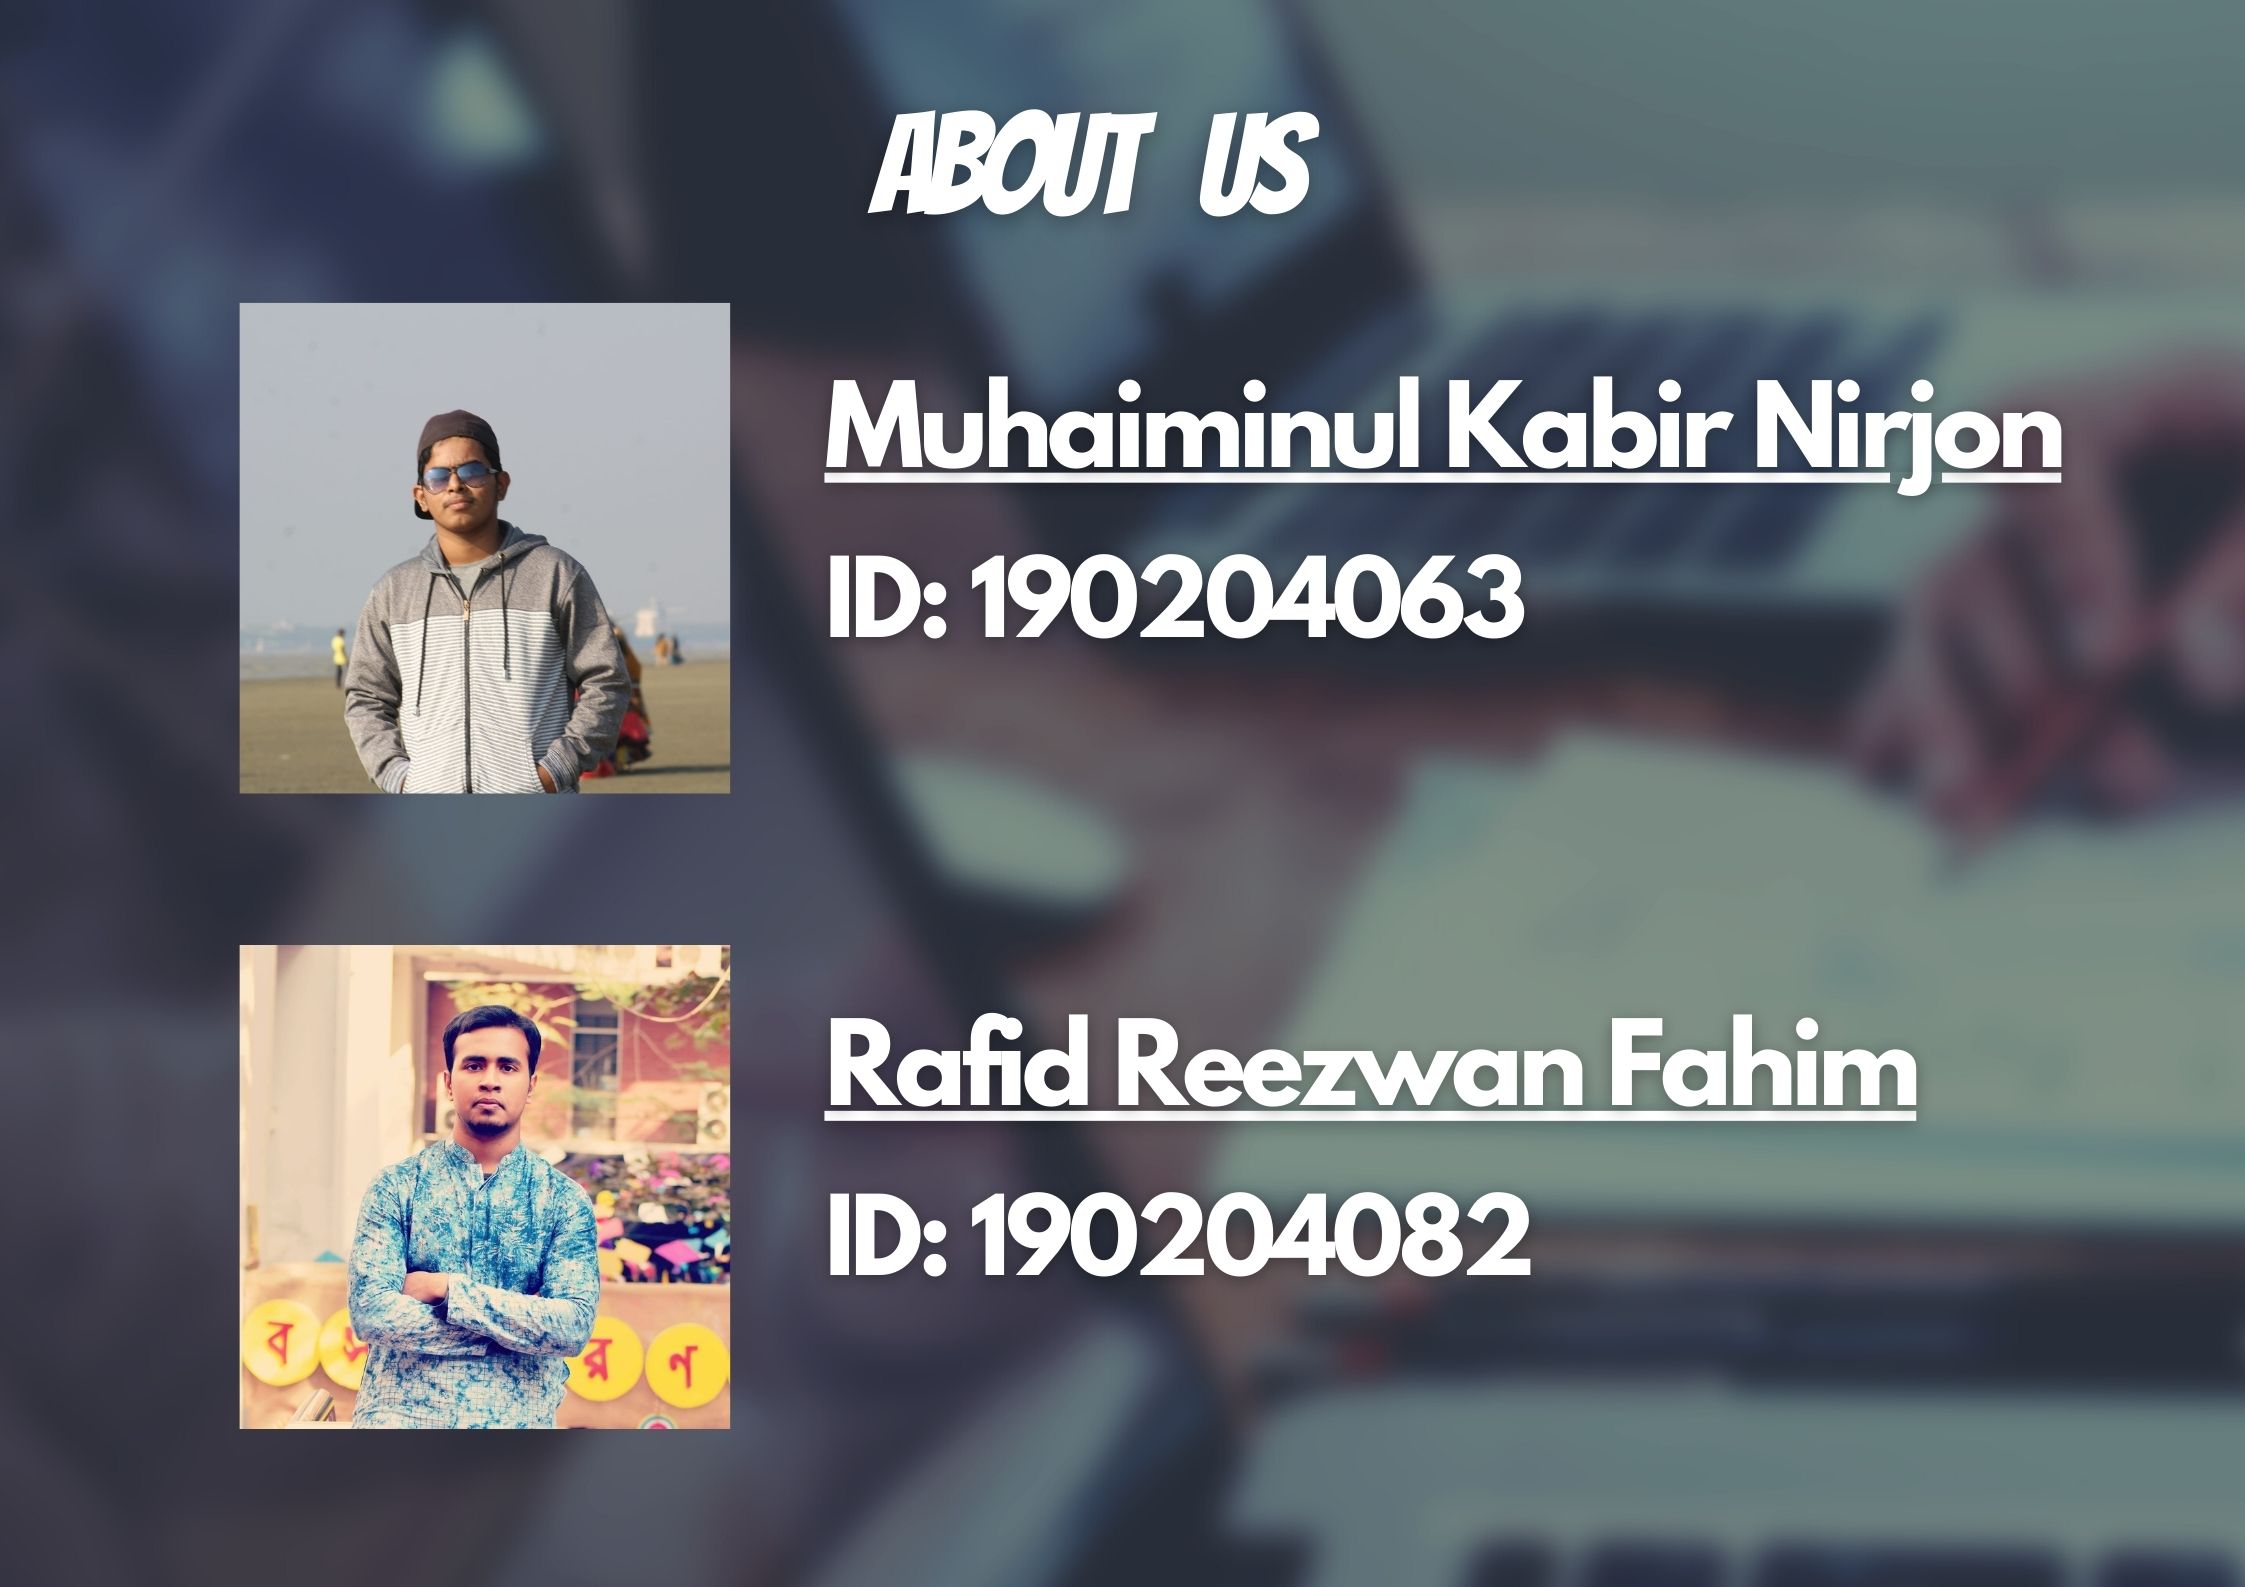 ABOUT US
Muhaiminul Kabir Nirjon
ID: 190204063
Rafid Reezwan Fahim
ID: 190204082
ব
র ণ